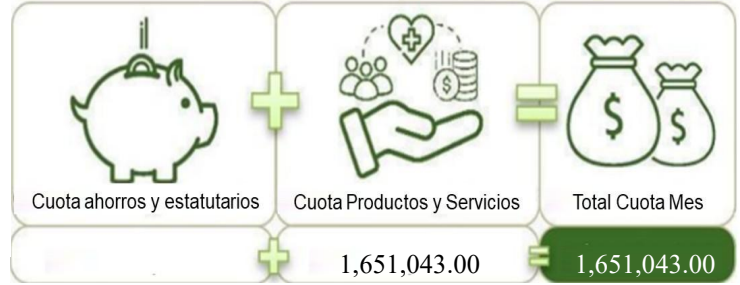 $
$ $
Cuota ahorros y estatutarios Cuota Productos y Servicios Total Cuota Mes
1,651,043.00 1,651,043.00